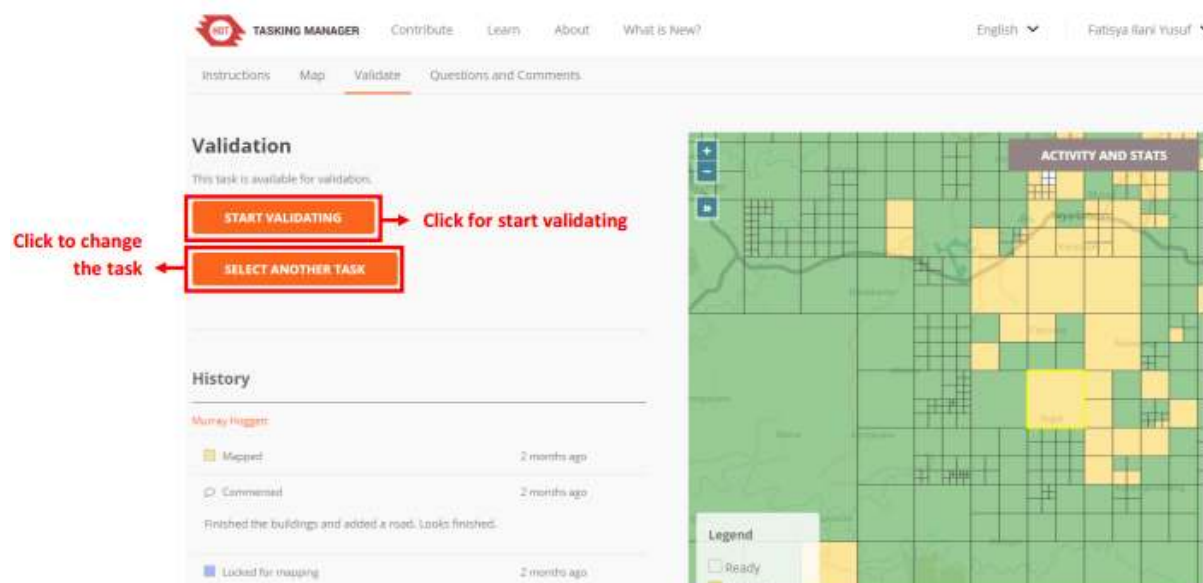 HOT TASKING MANAGER Contribute Learn About What is New? English Fatisya Ilani Yusuf
Instructions Map Validate Questions and Comments
Validation
This task is available for validation.
START VALIDATING
Click for start validating
Click to change
the task
SELECT ANOTHER TASK
History
Murray Hoggett
Mapped 2 months ago
Commented 2 months ago
Finished the buildings and added a road. Looks finished.
Locked for mapping 2 months ago
+
-
»
ACTIVITY AND STATS
Legend
Ready